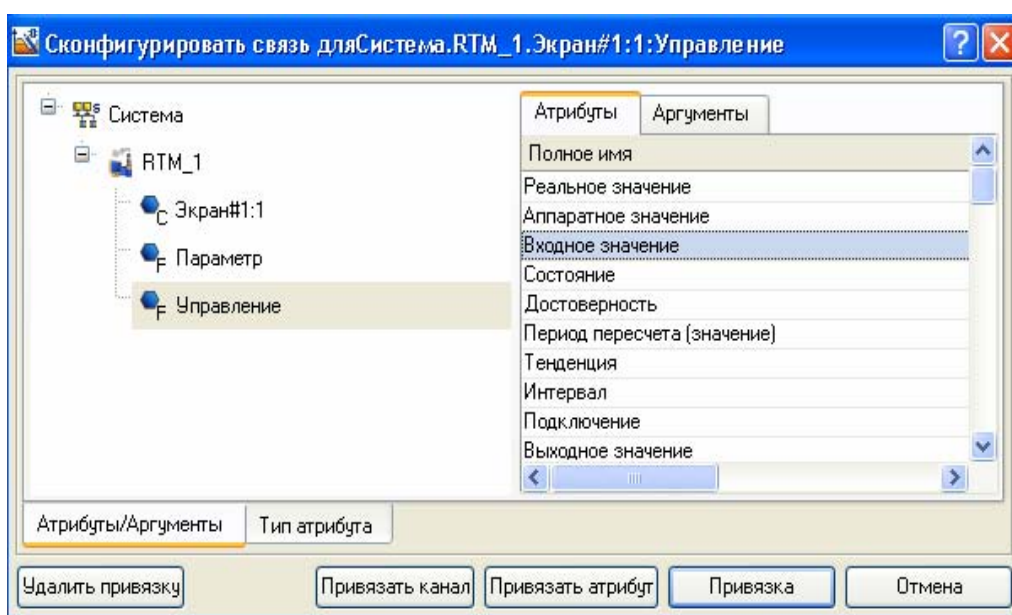 Сконфигурировать связь дляСистема.RTM_1.Экран#1:1:Управление
Система
RTM_1
C Экран#1:1
F Параметр
F Управление
Атрибуты Аргументы
Полное имя
Реальное значение
Аппаратное значение
Входное значение
Состояние
Достоверность
Период пересчета (значение)
Тенденция
Интервал
Подключение
Выходное значение
Атрибуты/Аргументы Тип атрибута
Удалить привязку Привязать канал Привязать атрибут Привязка Отмена